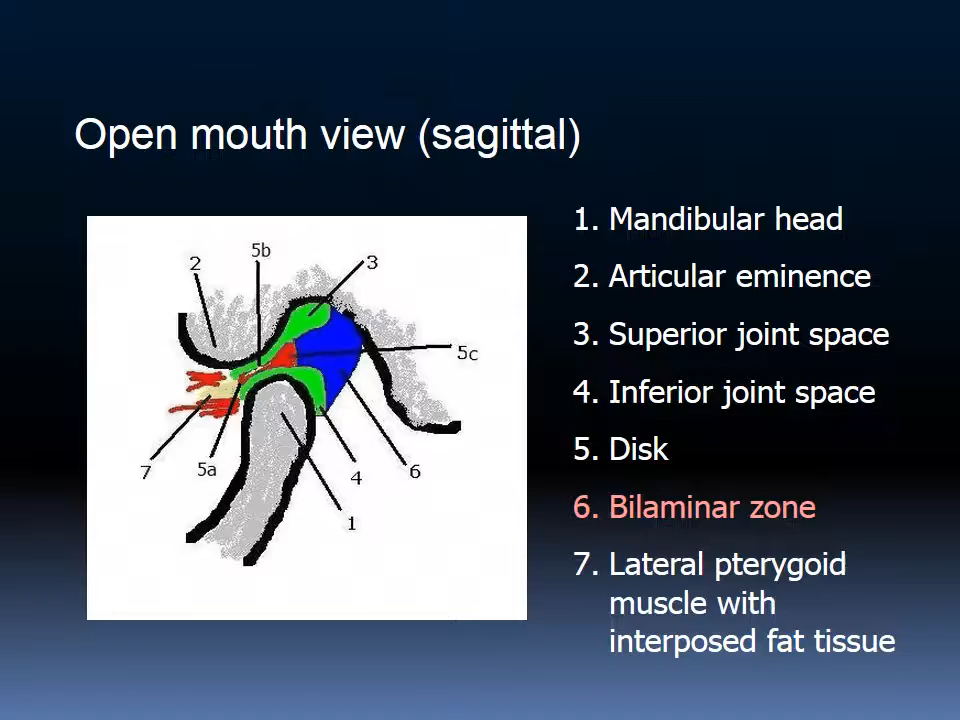 Open mouth view (sagittal)
2
5b
3
5c
7
5a
4
6
1
1. Mandibular head
2. Articular eminence
3. Superior joint space
4. Inferior joint space
5. Disk
6. Bilaminar zone
7. Lateral pterygoid
muscle with
interposed fat tissue